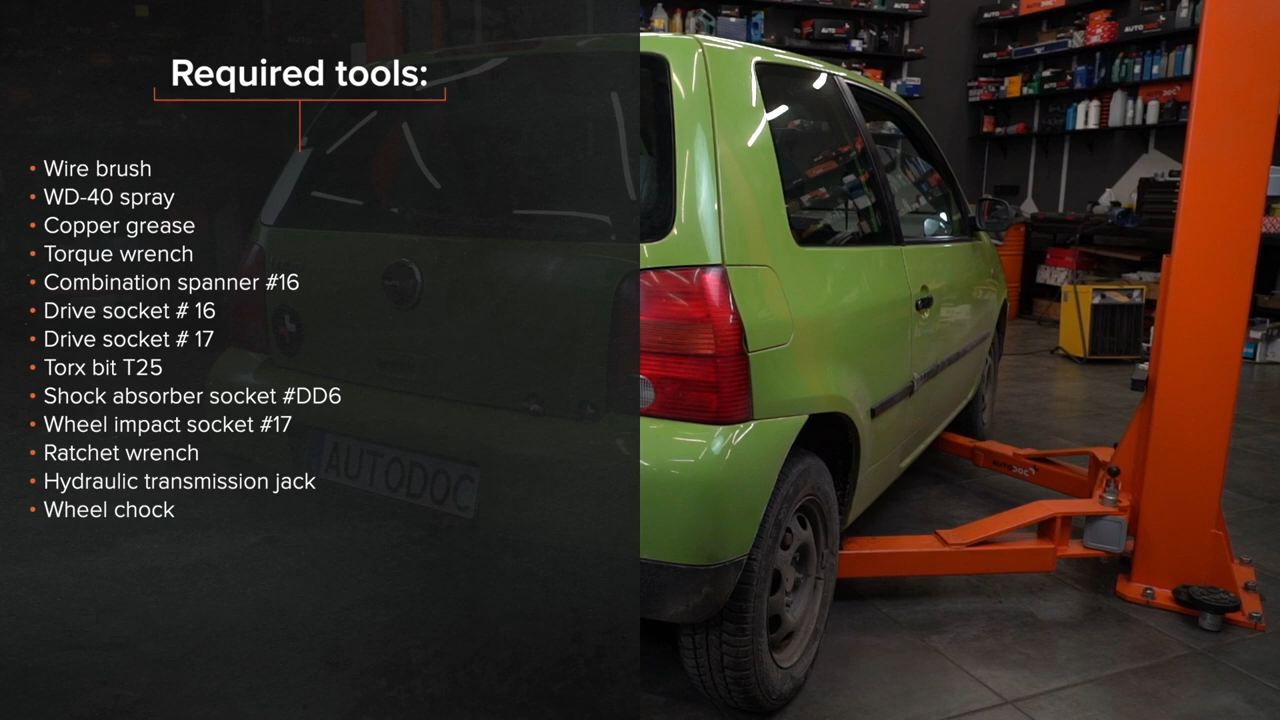 Required tools:
• Wire brush
• WD-40 spray
• Copper grease
• Torque wrench
• Combination spanner #16
• Drive socket # 16
• Drive socket # 17
• Torx bit T25
• Shock absorber socket #DD6
• Wheel impact socket #17
• Ratchet wrench
• Hydraulic transmission jack
• Wheel chock
AUTODOC
AUTODOC